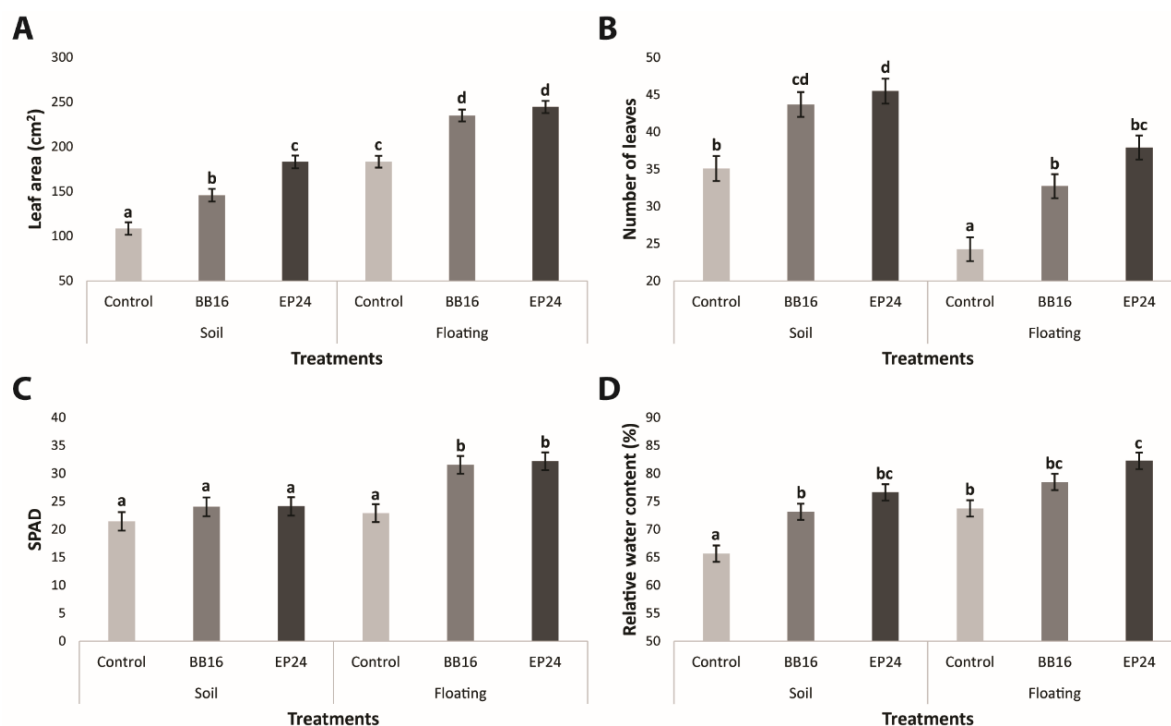 A
Leaf area (cm²)
300
250
200
150
100
50
a
b
c
c
d
d
Control BB16 EP24 Control BB16 EP24
Soil Floating
Treatments
B
Number of leaves
50
45
40
35
30
25
20
b
cd
d
a
b
bc
Control BB16 EP24 Control BB16 EP24
Soil Floating
Treatments
C
SPAD
40
35
30
25
20
15
10
5
0
a
a
a
a
b
b
Control BB16 EP24 Control BB16 EP24
Soil Floating
Treatments
D
Relative water content (%)
90
85
80
75
70
65
60
55
50
a
b
bc
b
bc
c
Control BB16 EP24 Control BB16 EP24
Soil Floating
Treatments